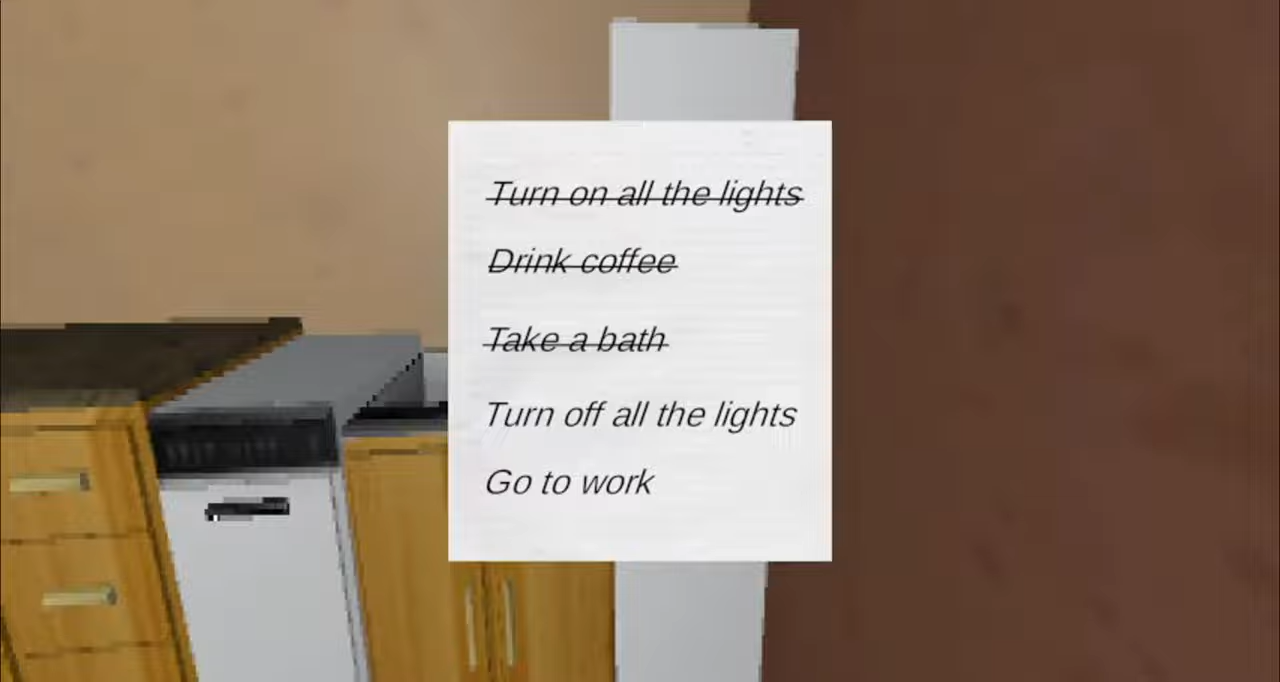 Turn on all the lights
Drink coffee
Take a bath
Turn off all the lights
Go to work